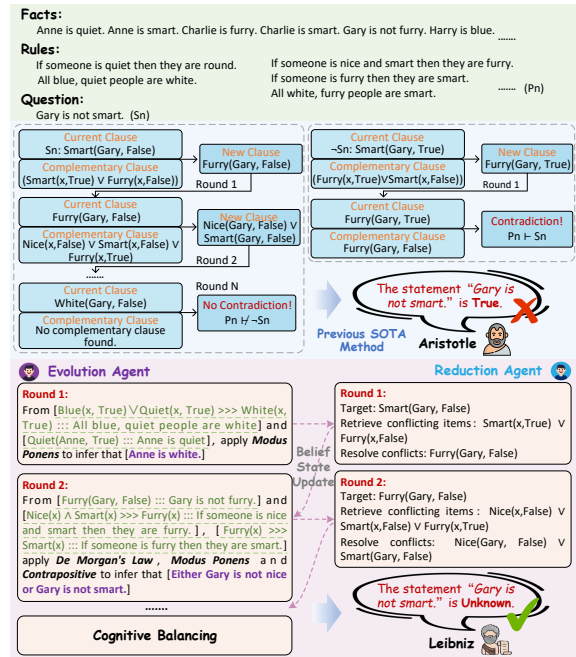 Facts:
Anne is quiet. Anne is smart. Charlie is furry. Charlie is smart. Gary is not furry. Harry is blue. .......
Rules:
If someone is quiet then they are round.
All blue, quiet people are white.
If someone is nice and smart then they are furry.
If someone is furry then they are smart.
All white, furry people are smart.
....... (Pn)
Question:
Gary is not smart. (Sn)
Current Clause
Sn: Smart(Gary, False)
Complementary Clause
(Smart(x,True) ∨ Furry(x,False))
New Clause
Furry(Gary, False)
Round 1
Current Clause
Furry(Gary, False)
Complementary Clause
Nice(x,False) ∨ Smart(x,False) ∨
Furry(x,True)
New Clause
Nice(Gary, False) ∨
Smart(Gary, False)
Round 2
.......
Round N
Current Clause
White(Gary, False)
Complementary Clause
No complementary clause
found.
No Contradiction!
Pn ⊬ ¬Sn
Current Clause
¬Sn: Smart(Gary, True)
Complementary Clause
(Furry(x,True)∨Smart(x,False))
New Clause
Furry(Gary, True)
Round 1
Current Clause
Furry(Gary, True)
Complementary Clause
Furry(Gary, False)
Contradiction!
Pn ⊢ Sn
The statement “Gary is
not smart.” is True.
Previous SOTA
Method
Aristotle
Evolution Agent
Reduction Agent
Round 1:
From [Blue(x, True) ∨Quiet(x, True) >>> White(x,
True) ::: All blue, quiet people are white] and
[Quiet(Anne, True) ::: Anne is quiet], apply Modus
Ponens to infer that [Anne is white.]
Round 2:
From [Furry(Gary, False) ::: Gary is not furry.] and
[Nice(x) ∧ Smart(x) >>> Furry(x) ::: If someone is nice
and smart then they are furry.] , [ Furry(x) >>>
Smart(x) ::: If someone is furry then they are smart.]
apply De Morgan's Law , Modus Ponens and
Contrapositive to infer that [Either Gary is not nice
or Gary is not smart.]
.......
Cognitive Balancing
Belief
State
Update
Round 1:
Target: Smart(Gary, False)
Retrieve conflicting items: Smart(x,True) ∨
Furry(x,False)
Resolve conflicts: Furry(Gary, False)
Round 2:
Target: Furry(Gary, False)
Retrieve conflicting items : Nice(x,False) ∨
Smart(x,False) ∨ Furry(x,True)
Resolve conflicts: Nice(Gary, False) ∨
Smart(Gary, False)
The statement “Gary is
not smart.” is Unknown.
Leibniz